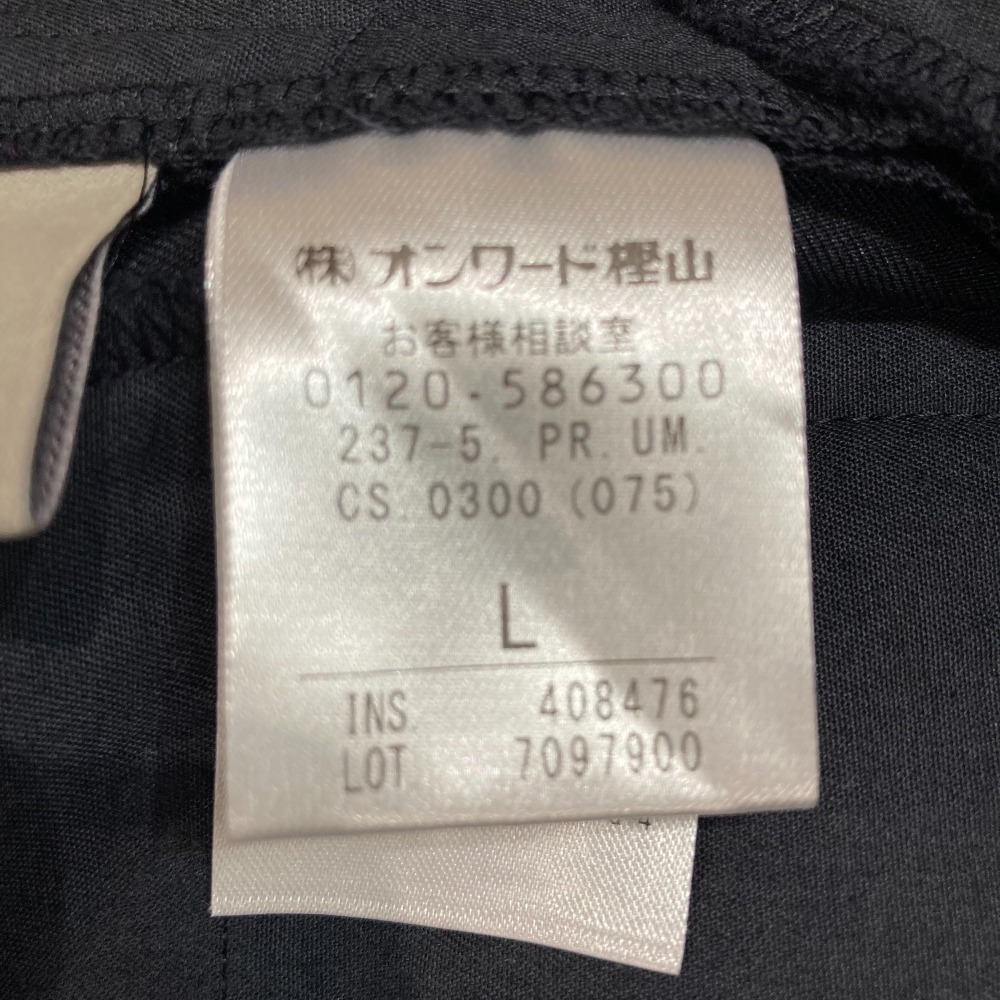 ㈱オンワード樫山
お客様相談室
0120-586300
237-5. PR. UM.
CS. 0300 (075)
L
INS. 408476
LOT 7097900